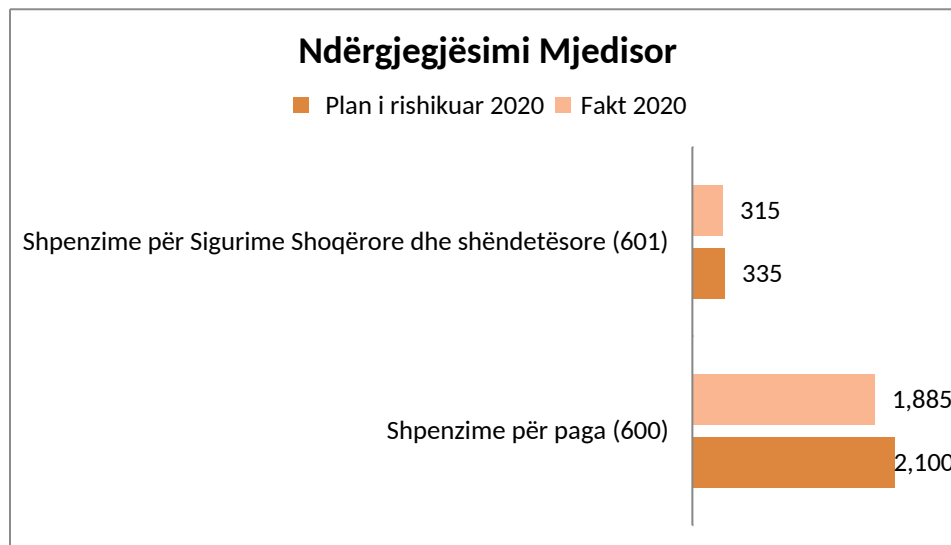 Ndërgjegjësimi Mjedisor
Plan i rishikuar 2020 Fakt 2020
315
Shpenzime për Sigurime Shoqërore dhe shëndetësore (601)
335
1,885
Shpenzime për paga (600)
2,100